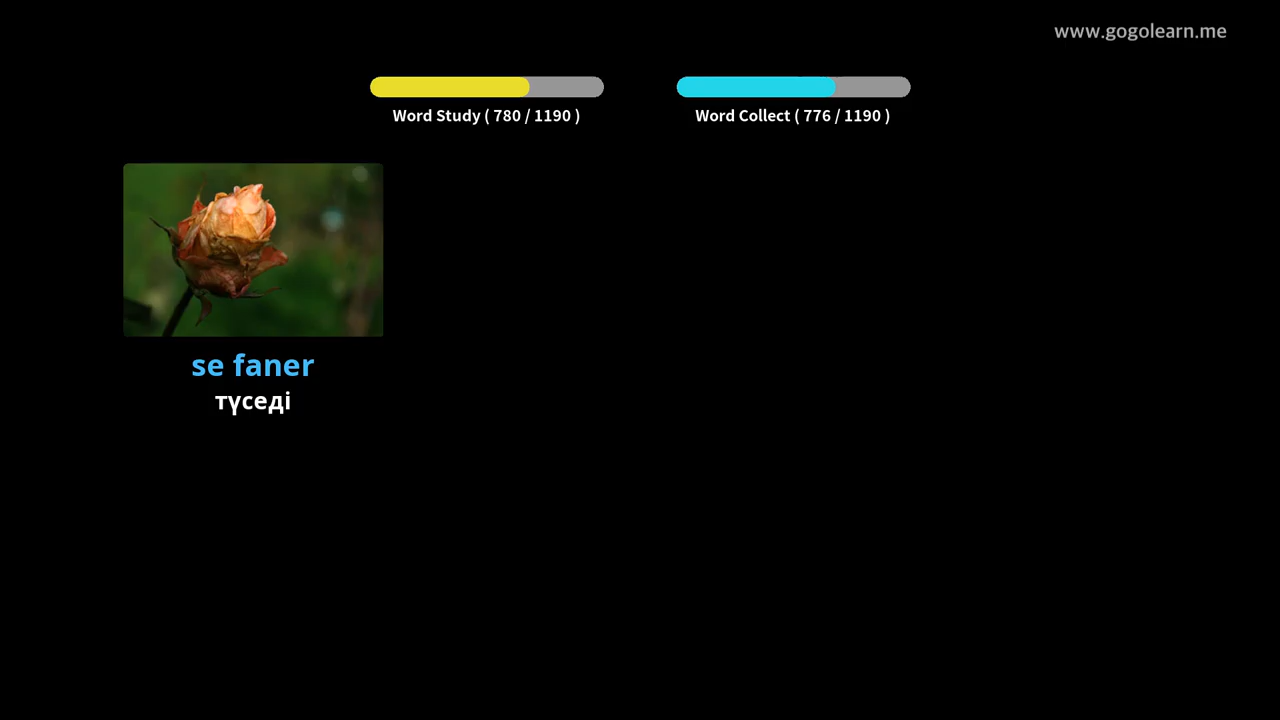 www.gogolearn.me
Word Study ( 780 / 1190 )
Word Collect ( 776 / 1190 )
se faner
түседі